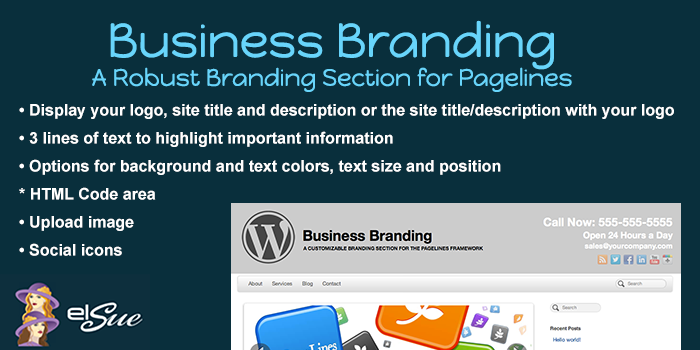 Business Branding
A Robust Branding Section for Pagelines
• Display your logo, site title and description or the site title/description with your logo
• 3 lines of text to highlight important information
• Options for background and text colors, text size and position
* HTML Code area
• Upload image
• Social icons
elSue
Business Branding
A CUSTOMIZABLE BRANDING SECTION FOR THE PAGELINES FRAMEWORK
Call Now: 555-555-5555
Open 24 Hours a Day
sales@yourcompany.com
About Services Blog Contact
Search
Search
Lines
Recent Posts
Hello world!